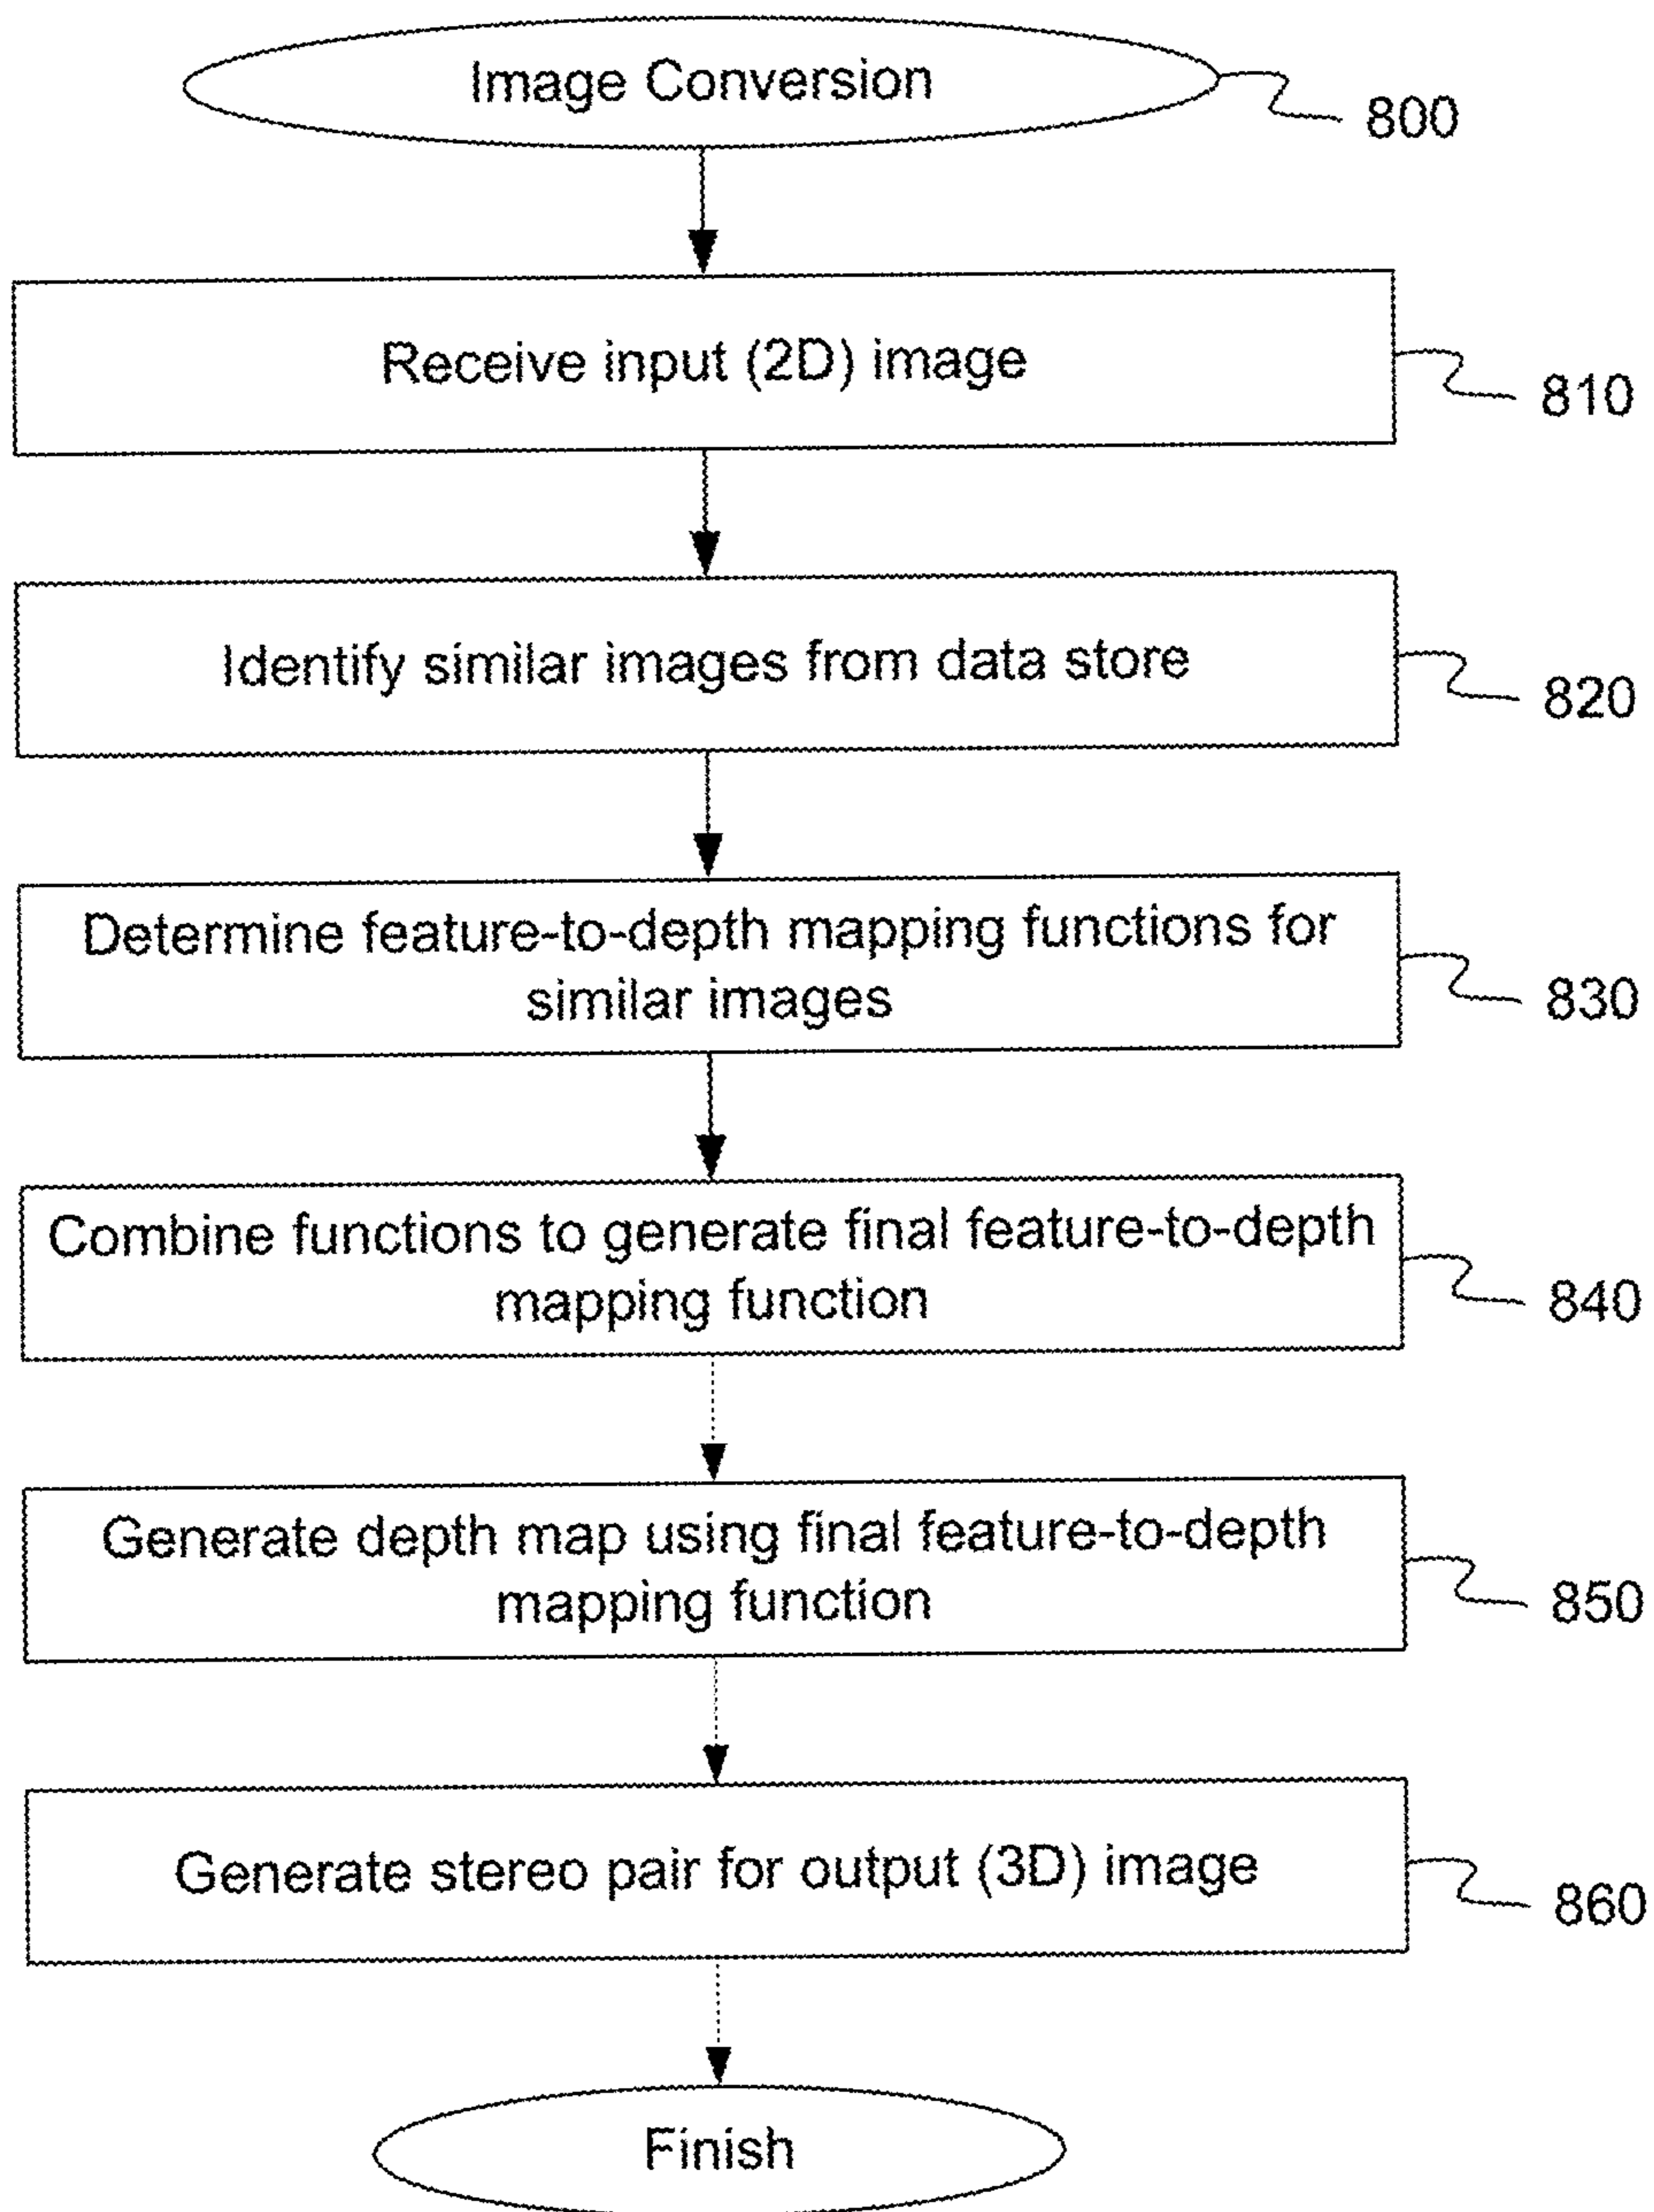 Image Conversion
800
Receive input (2D) image
810
Identify similar images from data store
820
Determine feature-to-depth mapping functions for
similar images
830
Combine functions to generate final feature-to-depth
mapping function
840
Generate depth map using final feature-to-depth
mapping function
850
Generate stereo pair for output (3D) image
860
Finish